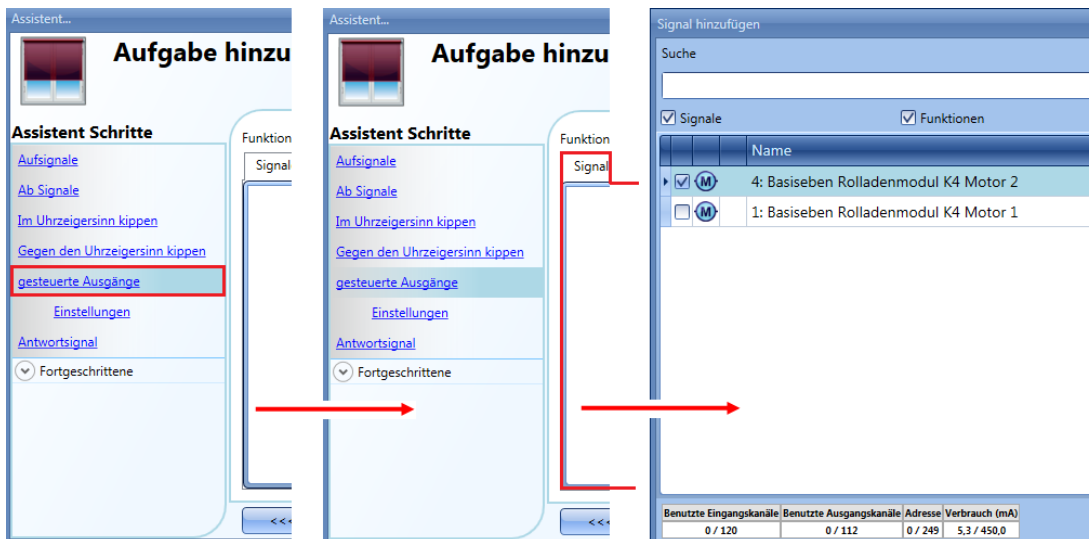 Assistent...
Aufgabe hinzu
Assistent Schritte
Aufsignale
Ab Signale
Im Uhrzeigersinn kippen
Gegen den Uhrzeigersinn kippen
gesteuerte Ausgänge
Einstellungen
Antwortsignal
Fortgeschrittene
Funktion
Signal
<<<
Assistent...
Aufgabe hinzu
Assistent Schritte
Aufsignale
Ab Signale
Im Uhrzeigersinn kippen
Gegen den Uhrzeigersinn kippen
gesteuerte Ausgänge
Einstellungen
Antwortsignal
Fortgeschrittene
Funktion
Signal
<<<
Signal hinzufügen
Suche
Signale Funktionen
Name
M 4: Basiseben Rolladenmodul K4 Motor 2
M 1: Basiseben Rolladenmodul K4 Motor 1
Benutzte Eingangskanäle Benutzte Ausgangskanäle Adresse Verbrauch (mA)
0 / 120 0 / 112 0 / 249 5,3 / 450,0